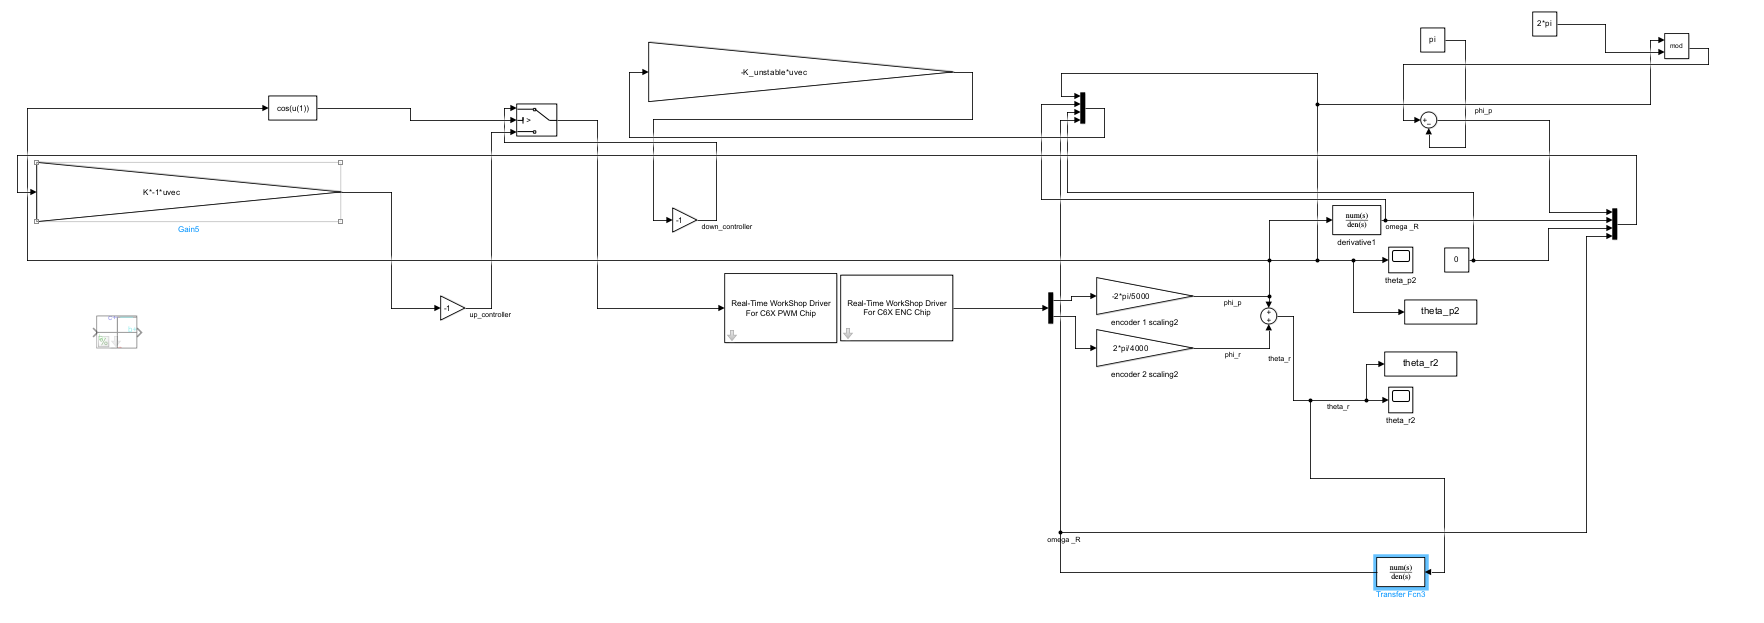 2*pi
pi
mod
-K_unstable*uvec
cos(u(1))
>
phi_p
+
_
K*-1*uvec
Gain5
-1
down_controller
num(s)
den(s)
derivative1
omega _R
0
theta_p2
theta_p2
Real-Time WorkShop Driver
For C6X PWM Chip
Real-Time WorkShop Driver
For C6X ENC Chip
-2*pi/5000
encoder 1 scaling2
phi_p
-1
up_controller
+
+
2*pi/4000
encoder 2 scaling2
phi_r
theta_r
theta_r2
theta_r
theta_r2
omega _R
num(s)
den(s)
Transfer Fcn3